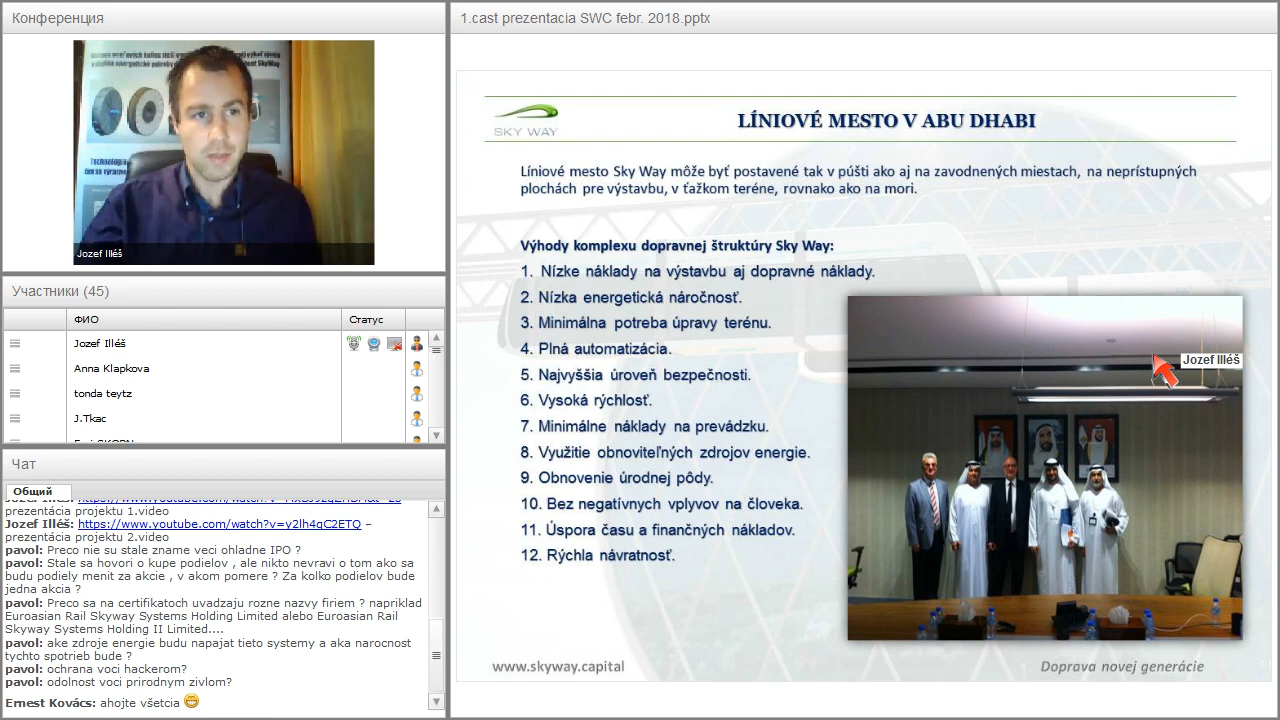 Конференция
Jozef Illéš
Участники (45)
ФИО
Статус
Jozef Illéš
Anna Klapkova
tonda teytz
J.Tkac
Чат
Общий
prezentácia projektu 1.video
Jozef Illéš: https://www.youtube.com/watch?v=y2lh4qC2ETQ –
prezentácia projektu 2.video
pavol: Preco nie su stale zname veci ohladne IPO ?
pavol: Stale sa hovori o kupe podielov , ale nikto nevravi o tom ako sa
budu podiely menit za akcie , v akom pomere ? Za kolko podielov bude
jedna akcia ?
pavol: Preco sa na certifikatoch uvadzaju rozne nazvy firiem ? napriklad
Euroasian Rail Skyway Systems Holding Limited alebo Euroasian Rail
Skyway Systems Holding II Limited....
pavol: ake zdroje energie budu napajat tieto systemy a aka narocnost
tychto spotrieb bude ?
pavol: ochrana voci hackerom?
pavol: odolnost voci prirodnym zivlom?
Ernest Kovács: ahojte všetcia
1.cast prezentacia SWC febr. 2018.pptx
SKY WAY
LÍNIOVÉ MESTO V ABU DHABI
Líniové mesto Sky Way môže byť postavené tak v púšti ako aj na zavodnených miestach, na neprístupných
plochách pre výstavbu, v ťažkom teréne, rovnako ako na mori.
Výhody komplexu dopravnej štruktúry Sky Way:
1. Nízke náklady na výstavbu aj dopravné náklady.
2. Nízka energetická náročnosť.
3. Minimálna potreba úpravy terénu.
4. Plná automatizácia.
5. Najvyššia úroveň bezpečnosti.
6. Vysoká rýchlosť.
7. Minimálne náklady na prevádzku.
8. Využitie obnoviteľných zdrojov energie.
9. Obnovenie úrodnej pôdy.
10. Bez negatívnych vplyvov na človeka.
11. Úspora času a finančných nákladov.
12. Rýchla návratnosť.
Jozef Illéš
www.skyway.capital
Doprava novej generácie